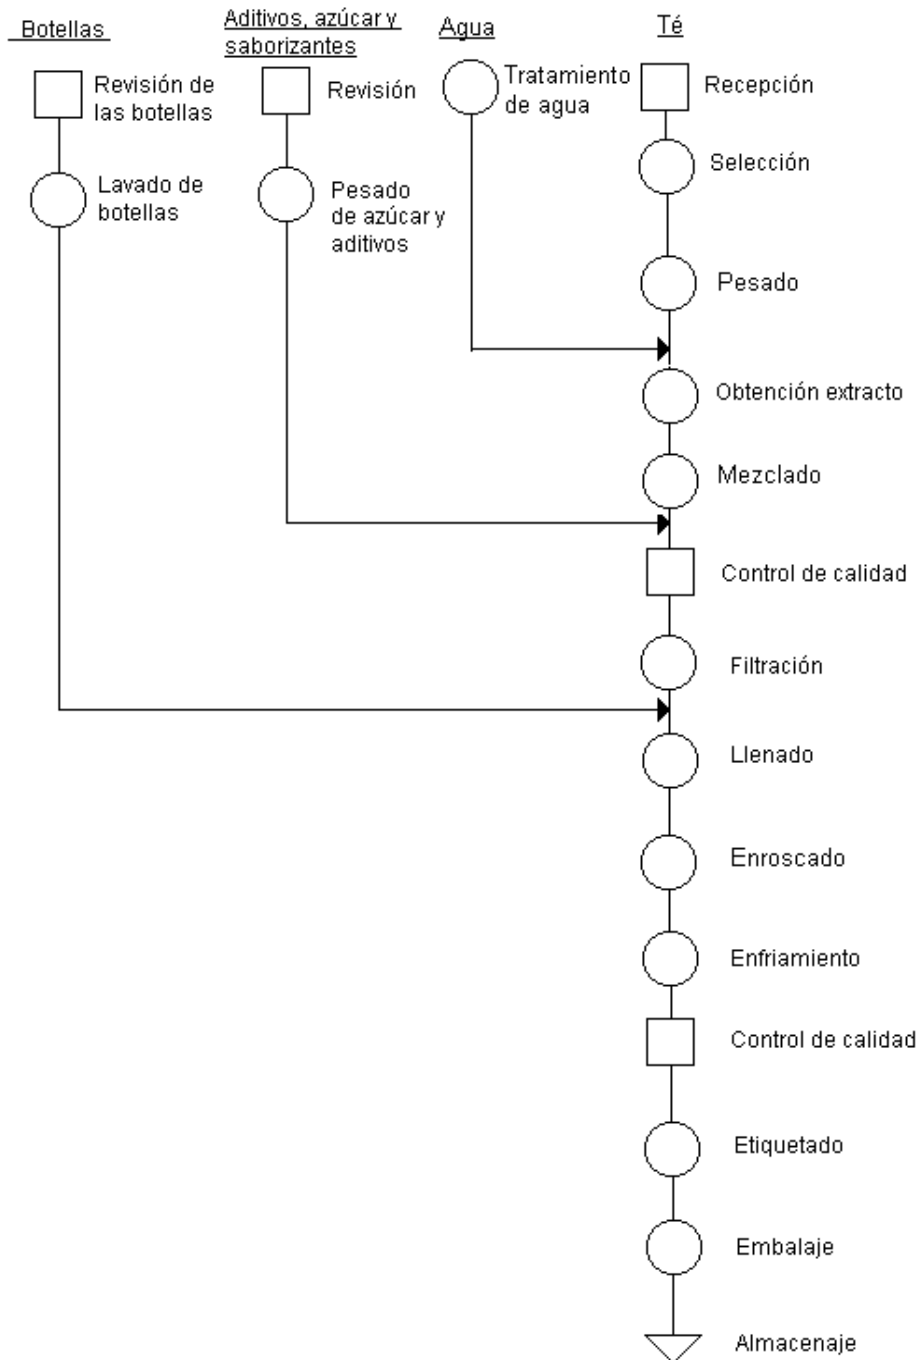 Botellas
Aditivos, azúcar y
saborizantes
Agua
Té
Revisión de
las botellas
Revisión
Tratamiento
de agua
Recepción
Lavado de
botellas
Pesado
de azúcar y
aditivos
Selección
Pesado
Obtención extracto
Mezclado
Control de calidad
Filtración
Llenado
Enroscado
Enfriamiento
Control de calidad
Etiquetado
Embalaje
Almacenaje